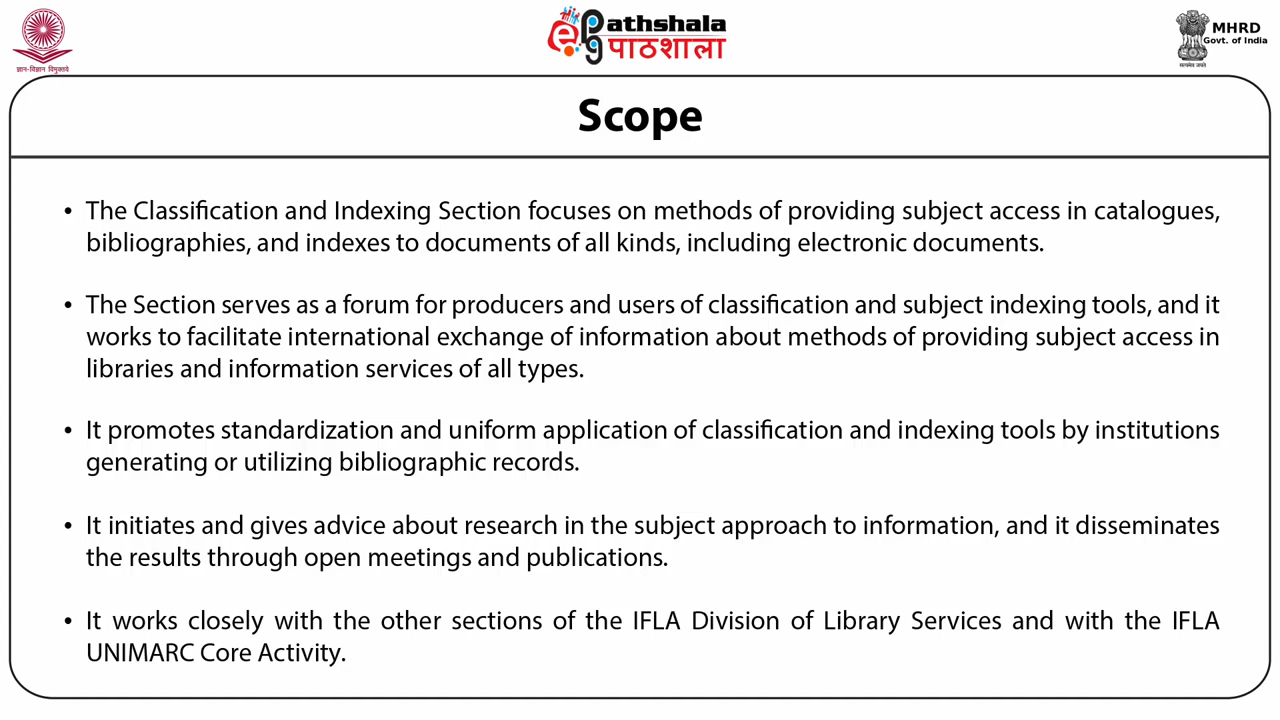 ज्ञान-विज्ञान विमुक्तये
ePg athshala
पाठशाला
MHRD
Govt. of India
सत्यमेव जयते
Scope
• The Classification and Indexing Section focuses on methods of providing subject access in catalogues,
bibliographies, and indexes to documents of all kinds, including electronic documents.
• The Section serves as a forum for producers and users of classification and subject indexing tools, and it
works to facilitate international exchange of information about methods of providing subject access in
libraries and information services of all types.
• It promotes standardization and uniform application of classification and indexing tools by institutions
generating or utilizing bibliographic records.
• It initiates and gives advice about research in the subject approach to information, and it disseminates
the results through open meetings and publications.
• It works closely with the other sections of the IFLA Division of Library Services and with the IFLA
UNIMARC Core Activity.